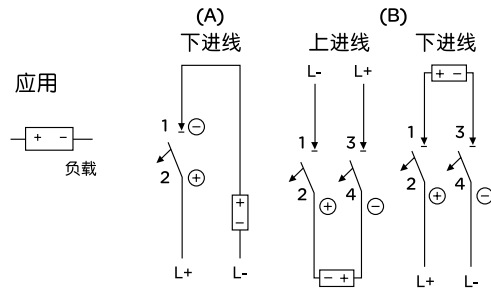 (A) (B)
下进线 上进线 下进线
L- L+
应用
+ -
+ -
1 - 1 3 1 3
负载
2 + 2 + 4 - 2 + 4 -
+ -
- +
L+ L- L+ L-